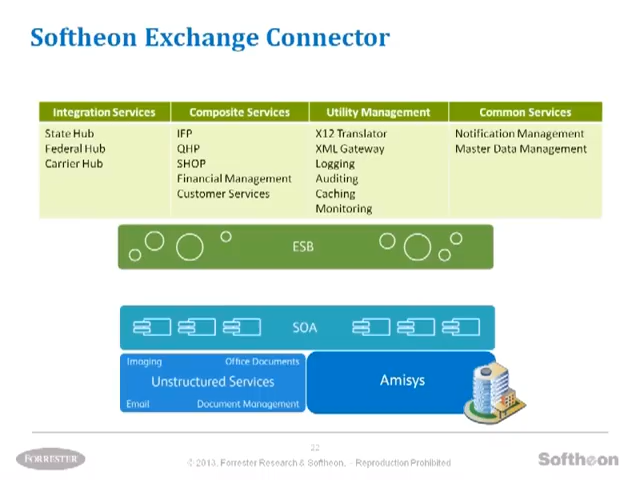 Softheon Exchange Connector
Integration Services Composite Services Utility Management Common Services
State Hub IFP X12 Translator Notification Management
Federal Hub QHP XML Gateway Master Data Management
Carrier Hub SHOP Logging
Financial Management Auditing
Customer Services Caching
Monitoring
ESB
SOA
Imaging Office Documents
Unstructured Services Amisys
Email Document Management
22
© 2013, Forrester Research & Softheon, - Reproduction Prohibited
FORRESTER Softheon